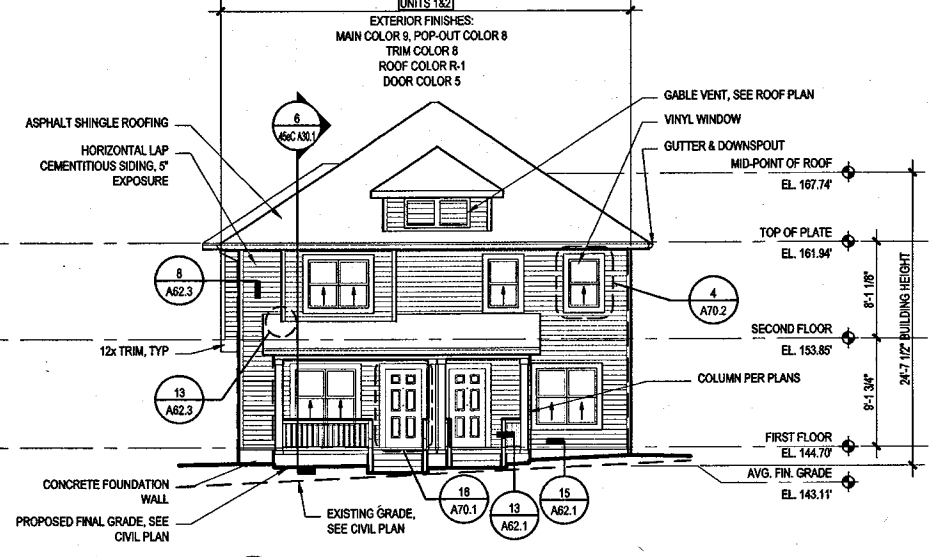 UNITS 1&2
EXTERIOR FINISHES:
MAIN COLOR 9, POP-OUT COLOR 8
TRIM COLOR 8
ROOF COLOR R-1
DOOR COLOR 5
ASPHALT SHINGLE ROOFING
HORIZONTAL LAP
CEMENTITIOUS SIDING, 5"
EXPOSURE
6
45eC A30.1
GABLE VENT, SEE ROOF PLAN
VINYL WINDOW
GUTTER & DOWNSPOUT
MID-POINT OF ROOF
EL. 167.74'
TOP OF PLATE
EL. 161.94'
8
A62.3
4
A70.2
8'-1 1/8"
24'-7 1/2" BUILDING HEIGHT
SECOND FLOOR
EL. 153.85'
12x TRIM, TYP
13
A62.3
COLUMN PER PLANS
9'-1 3/4"
FIRST FLOOR
EL. 144.70'
AVG. FIN. GRADE
EL. 143.11'
CONCRETE FOUNDATION
WALL
PROPOSED FINAL GRADE, SEE
CIVIL PLAN
EXISTING GRADE,
SEE CIVIL PLAN
16
A70.1
13
A62.1
15
A62.1